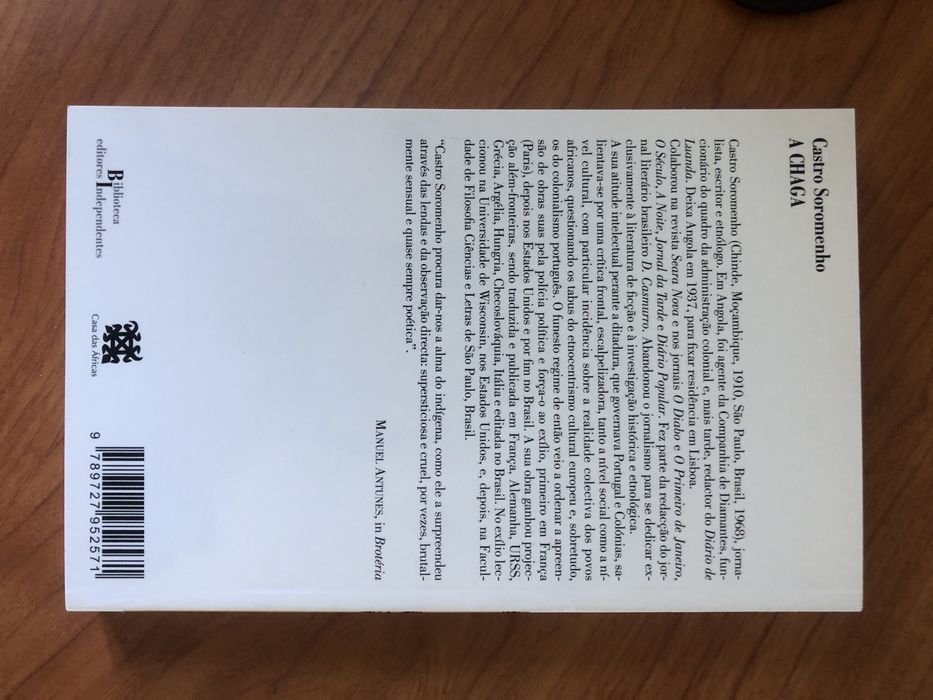 Castro Soromenho
A CHAGA
Castro Soromenho (Chinde, Moçambique, 1910, São Paulo, Brasil, 1968), jorna-
lista, escritor e etnólogo. Em Angola, foi agente da Companhia de Diamantes, fun-
cionário do quadro da administração colonial e, mais tarde, redactor do Diário de
Luanda. Deixa Angola em 1937, para fixar residência em Lisboa.
Colaborou na revista Seara Nova e nos jornais O Diabo e O Primeiro de Janeiro,
O Século, A Noite, Jornal da Tarde e Diário Popular. Fez parte da redacção do jor-
nal literário brasileiro D. Casmurro. Abandonou o jornalismo para se dedicar ex-
clusivamente à literatura de ficção e à investigação histórica e etnológica.
A sua atitude intelectual perante a ditadura, que governava Portugal e Colónias, sa-
lientava-se por uma crítica frontal, escalpelizadora, tanto a nível social como a ní-
vel cultural, com particular incidência sobre a realidade colectiva dos povos
africanos, questionando os tabus do etnocentrismo cultural europeu e, sobretudo,
os do colonialismo português. O funesto regime de então veio a ordenar a apreen-
são de obras suas pela polícia política e força-o ao exílio, primeiro em França
(Paris), depois nos Estados Unidos e por fim no Brasil. A sua obra ganhou projec-
ção além-fronteiras, sendo traduzida e publicada em França, Alemanha, URSS,
Grécia, Argélia, Hungria, Checoslováquia, Itália e editada no Brasil. No exílio lec-
cionou na Universidade de Wisconsin, nos Estados Unidos, e, depois, na Facul-
dade de Filosofia Ciências e Letras de São Paulo, Brasil.
“Castro Soromenho procura dar-nos a alma do indígena, como ele a surpreendeu
através das lendas e da observação directa: supersticiosa e cruel, por vezes, brutal-
mente sensual e quase sempre poética”.
MANUEL ANTUNES, in Brotéria
Biblioteca
editores Independentes
Casa das Áfricas
9 789727 952571